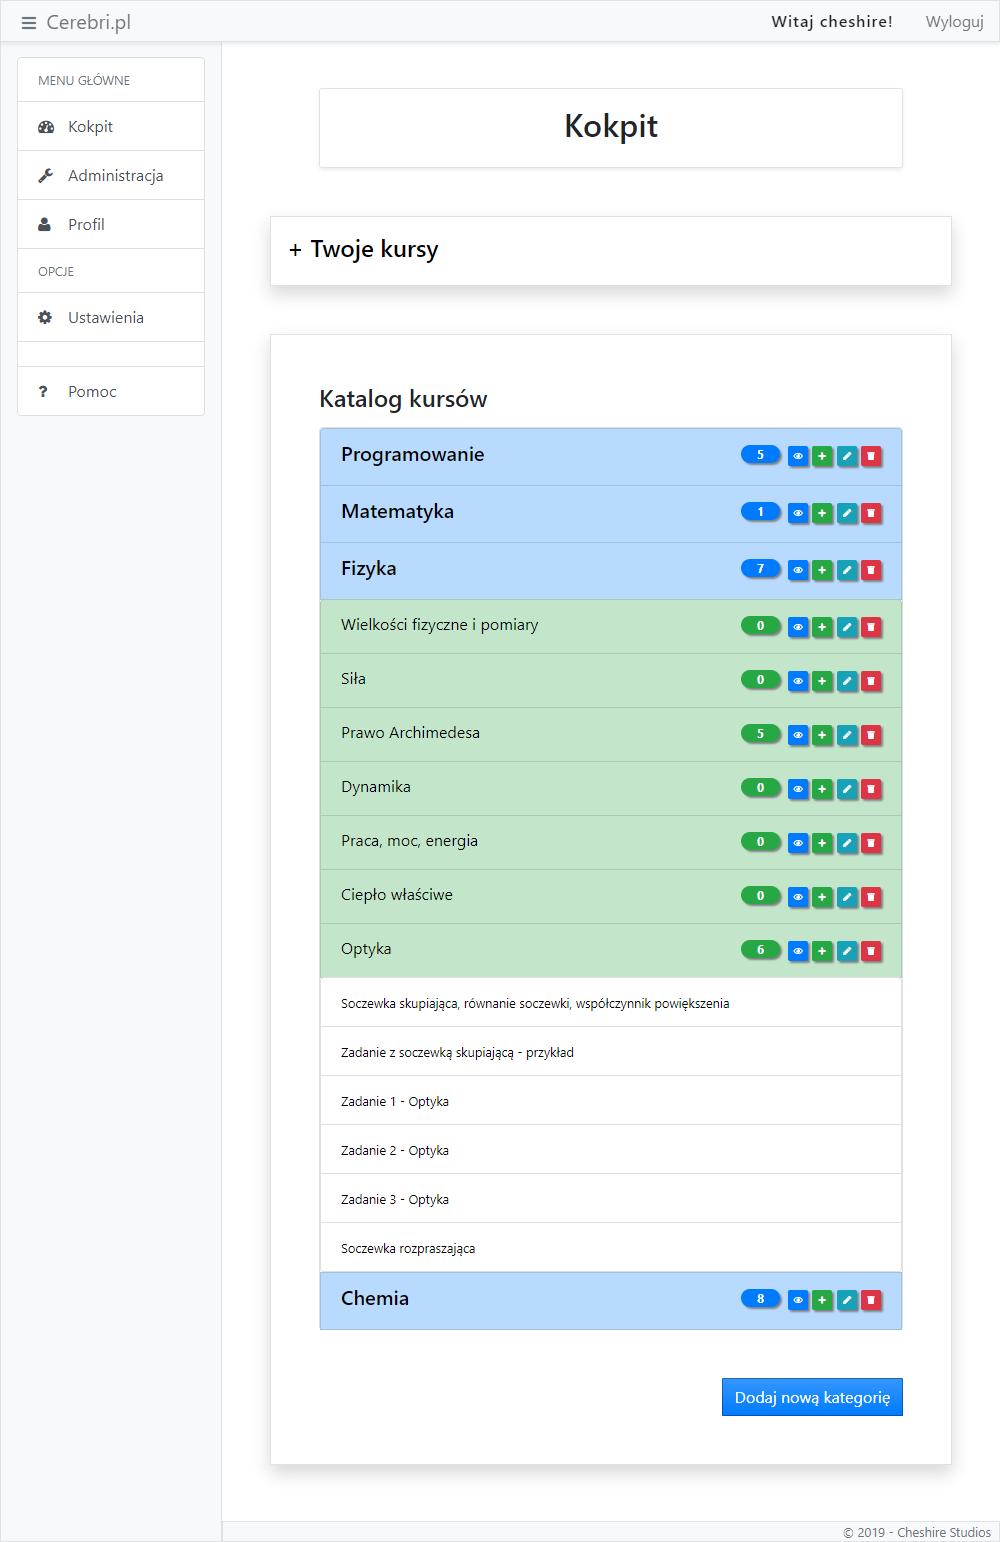 Cerebri.pl
Witaj cheshire!
Wyloguj
MENU GŁÓWNE
Kokpit
Administracja
Profil
OPCJE
Ustawienia
? Pomoc
Kokpit
+ Twoje kursy
Katalog kursów
Programowanie 5
Matematyka 1
Fizyka 7
Wielkości fizyczne i pomiary 0
Siła 0
Prawo Archimedesa 5
Dynamika 0
Praca, moc, energia 0
Ciepło właściwe 0
Optyka 6
Soczewka skupiająca, równanie soczewki, współczynnik powiększenia
Zadanie z soczewką skupiającą - przykład
Zadanie 1 - Optyka
Zadanie 2 - Optyka
Zadanie 3 - Optyka
Soczewka rozpraszająca
Chemia 8
Dodaj nową kategorię
© 2019 - Cheshire Studios